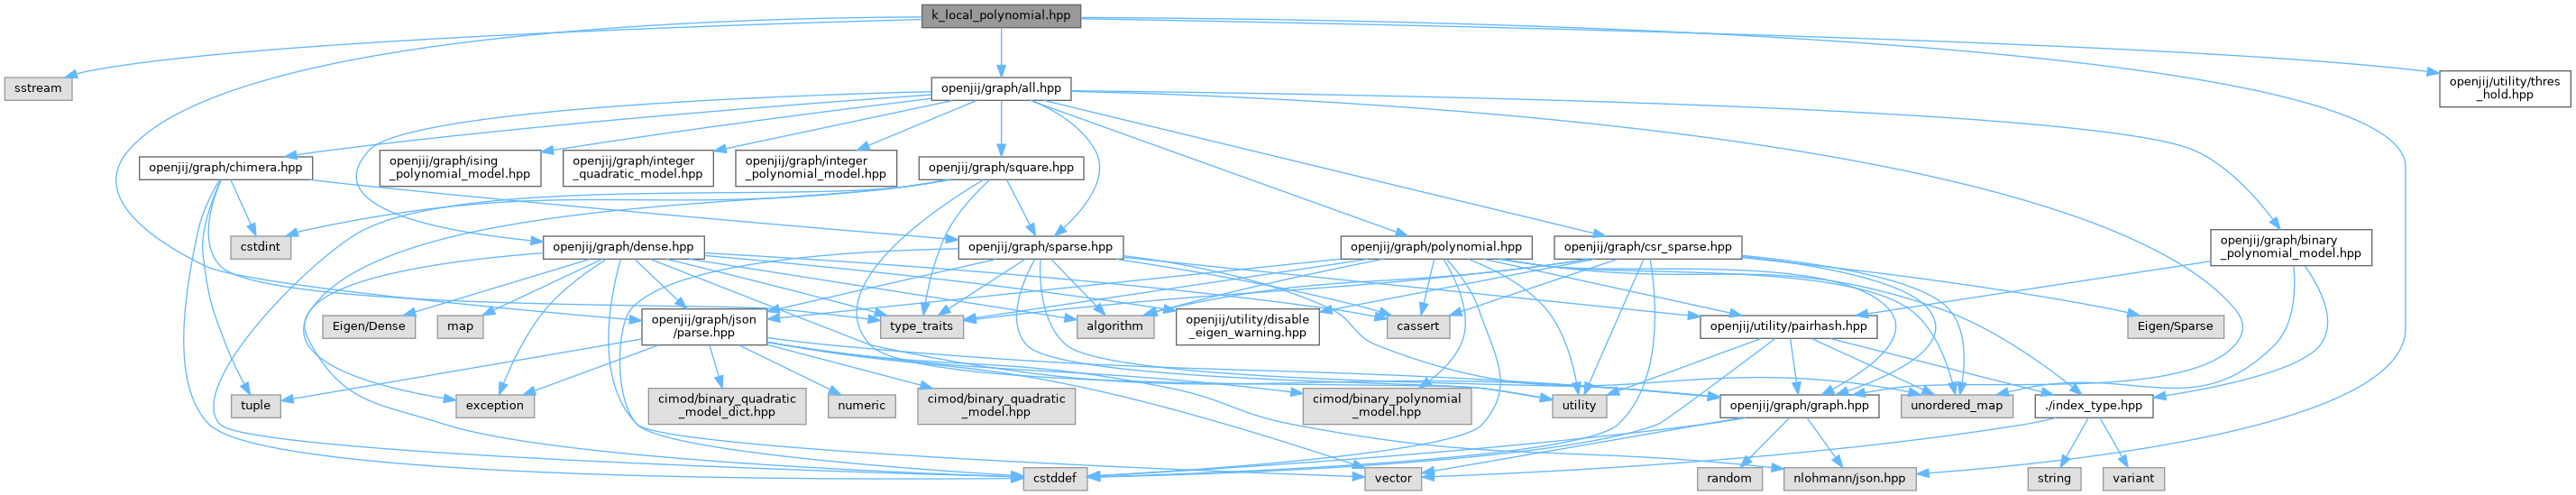 k_local_polynomial.hpp
sstream
openjij/graph/all.hpp
openjij/utility/thres
_hold.hpp
openjij/graph/chimera.hpp
openjij/graph/ising
_polynomial_model.hpp
openjij/graph/integer
_quadratic_model.hpp
openjij/graph/integer
_polynomial_model.hpp
openjij/graph/square.hpp
cstdint
openjij/graph/dense.hpp
openjij/graph/sparse.hpp
openjij/graph/polynomial.hpp
openjij/graph/csr_sparse.hpp
openjij/graph/binary
_polynomial_model.hpp
Eigen/Dense
map
openjij/graph/json
/parse.hpp
type_traits
algorithm
openjij/utility/disable
_eigen_warning.hpp
cassert
openjij/utility/pairhash.hpp
Eigen/Sparse
tuple
exception
cimod/binary_quadratic
_model_dict.hpp
numeric
cimod/binary_quadratic
_model.hpp
cimod/binary_polynomial
_model.hpp
utility
openjij/graph/graph.hpp
unordered_map
./index_type.hpp
cstddef
vector
random
nlohmann/json.hpp
string
variant